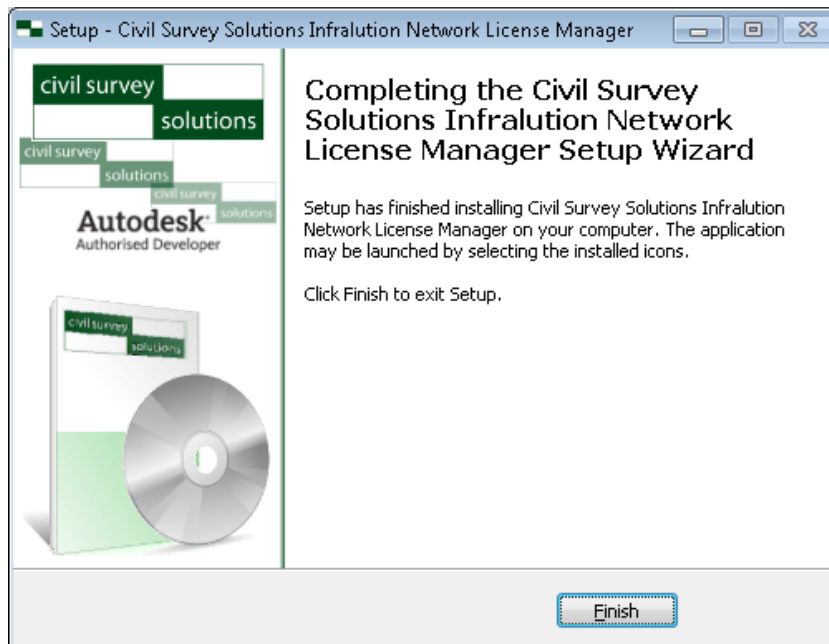 Setup - Civil Survey Solutions Infralution Network License Manager
civil survey
solutions
civil survey
solutions
civil survey
solutions
Autodesk
Authorised Developer
civil survey
solutions
Completing the Civil Survey
Solutions Infralution Network
License Manager Setup Wizard
Setup has finished installing Civil Survey Solutions Infralution
Network License Manager on your computer. The application
may be launched by selecting the installed icons.
Click Finish to exit Setup.
Finish